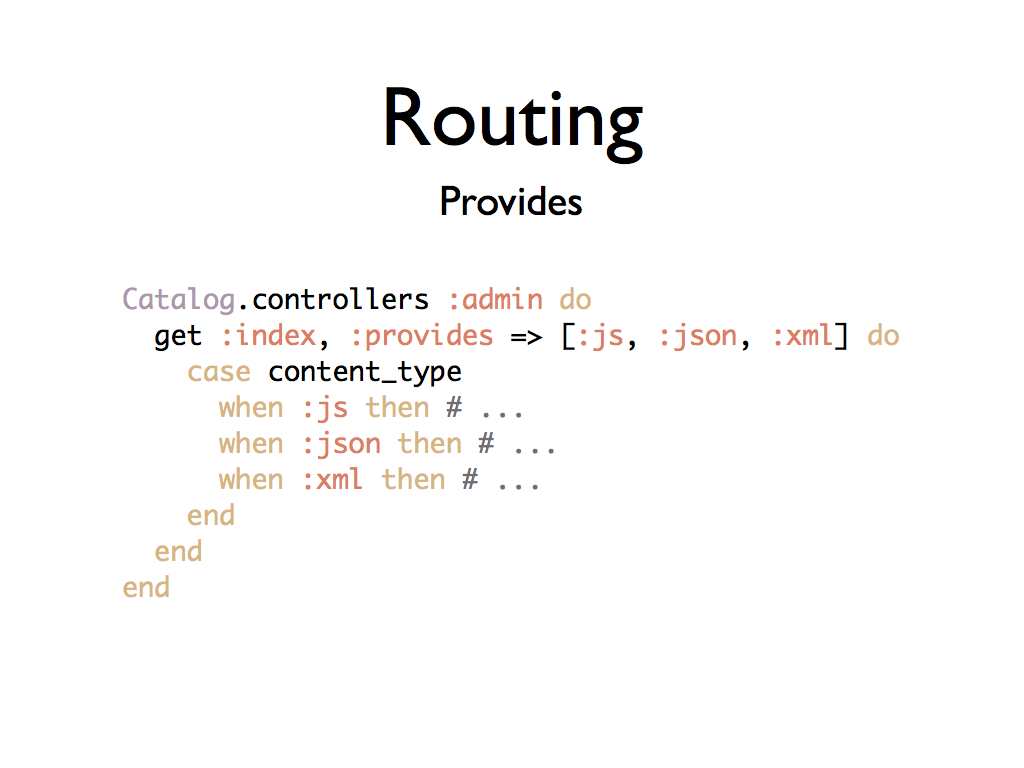 Routing
Provides
Catalog.controllers :admin do
  get :index, :provides => [:js, :json, :xml] do
    case content_type
      when :js then # ...
      when :json then # ...
      when :xml then # ...
    end
  end
end